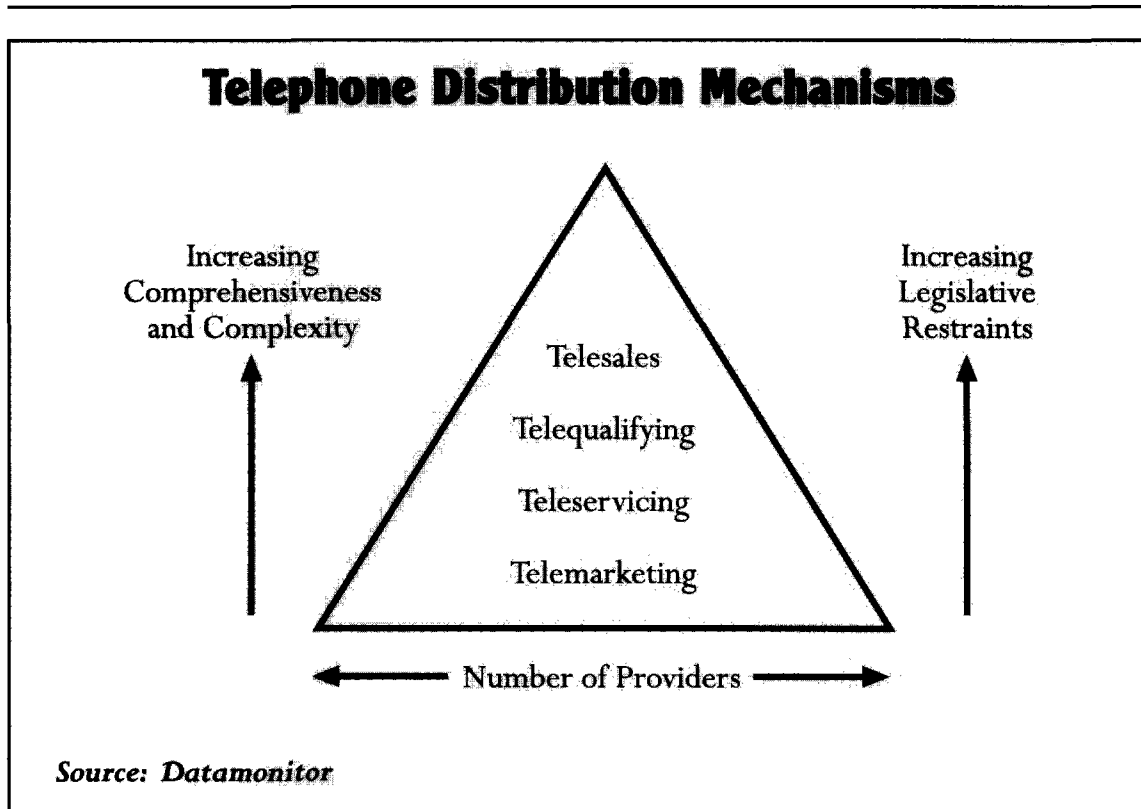 Telephone Distribution Mechanisms
Increasing
Comprehensiveness
and Complexity
Increasing
Legislative
Restraints
Telesales
Telequalifying
Teleservicing
Telemarketing
Number of Providers
Source: Datamonitor